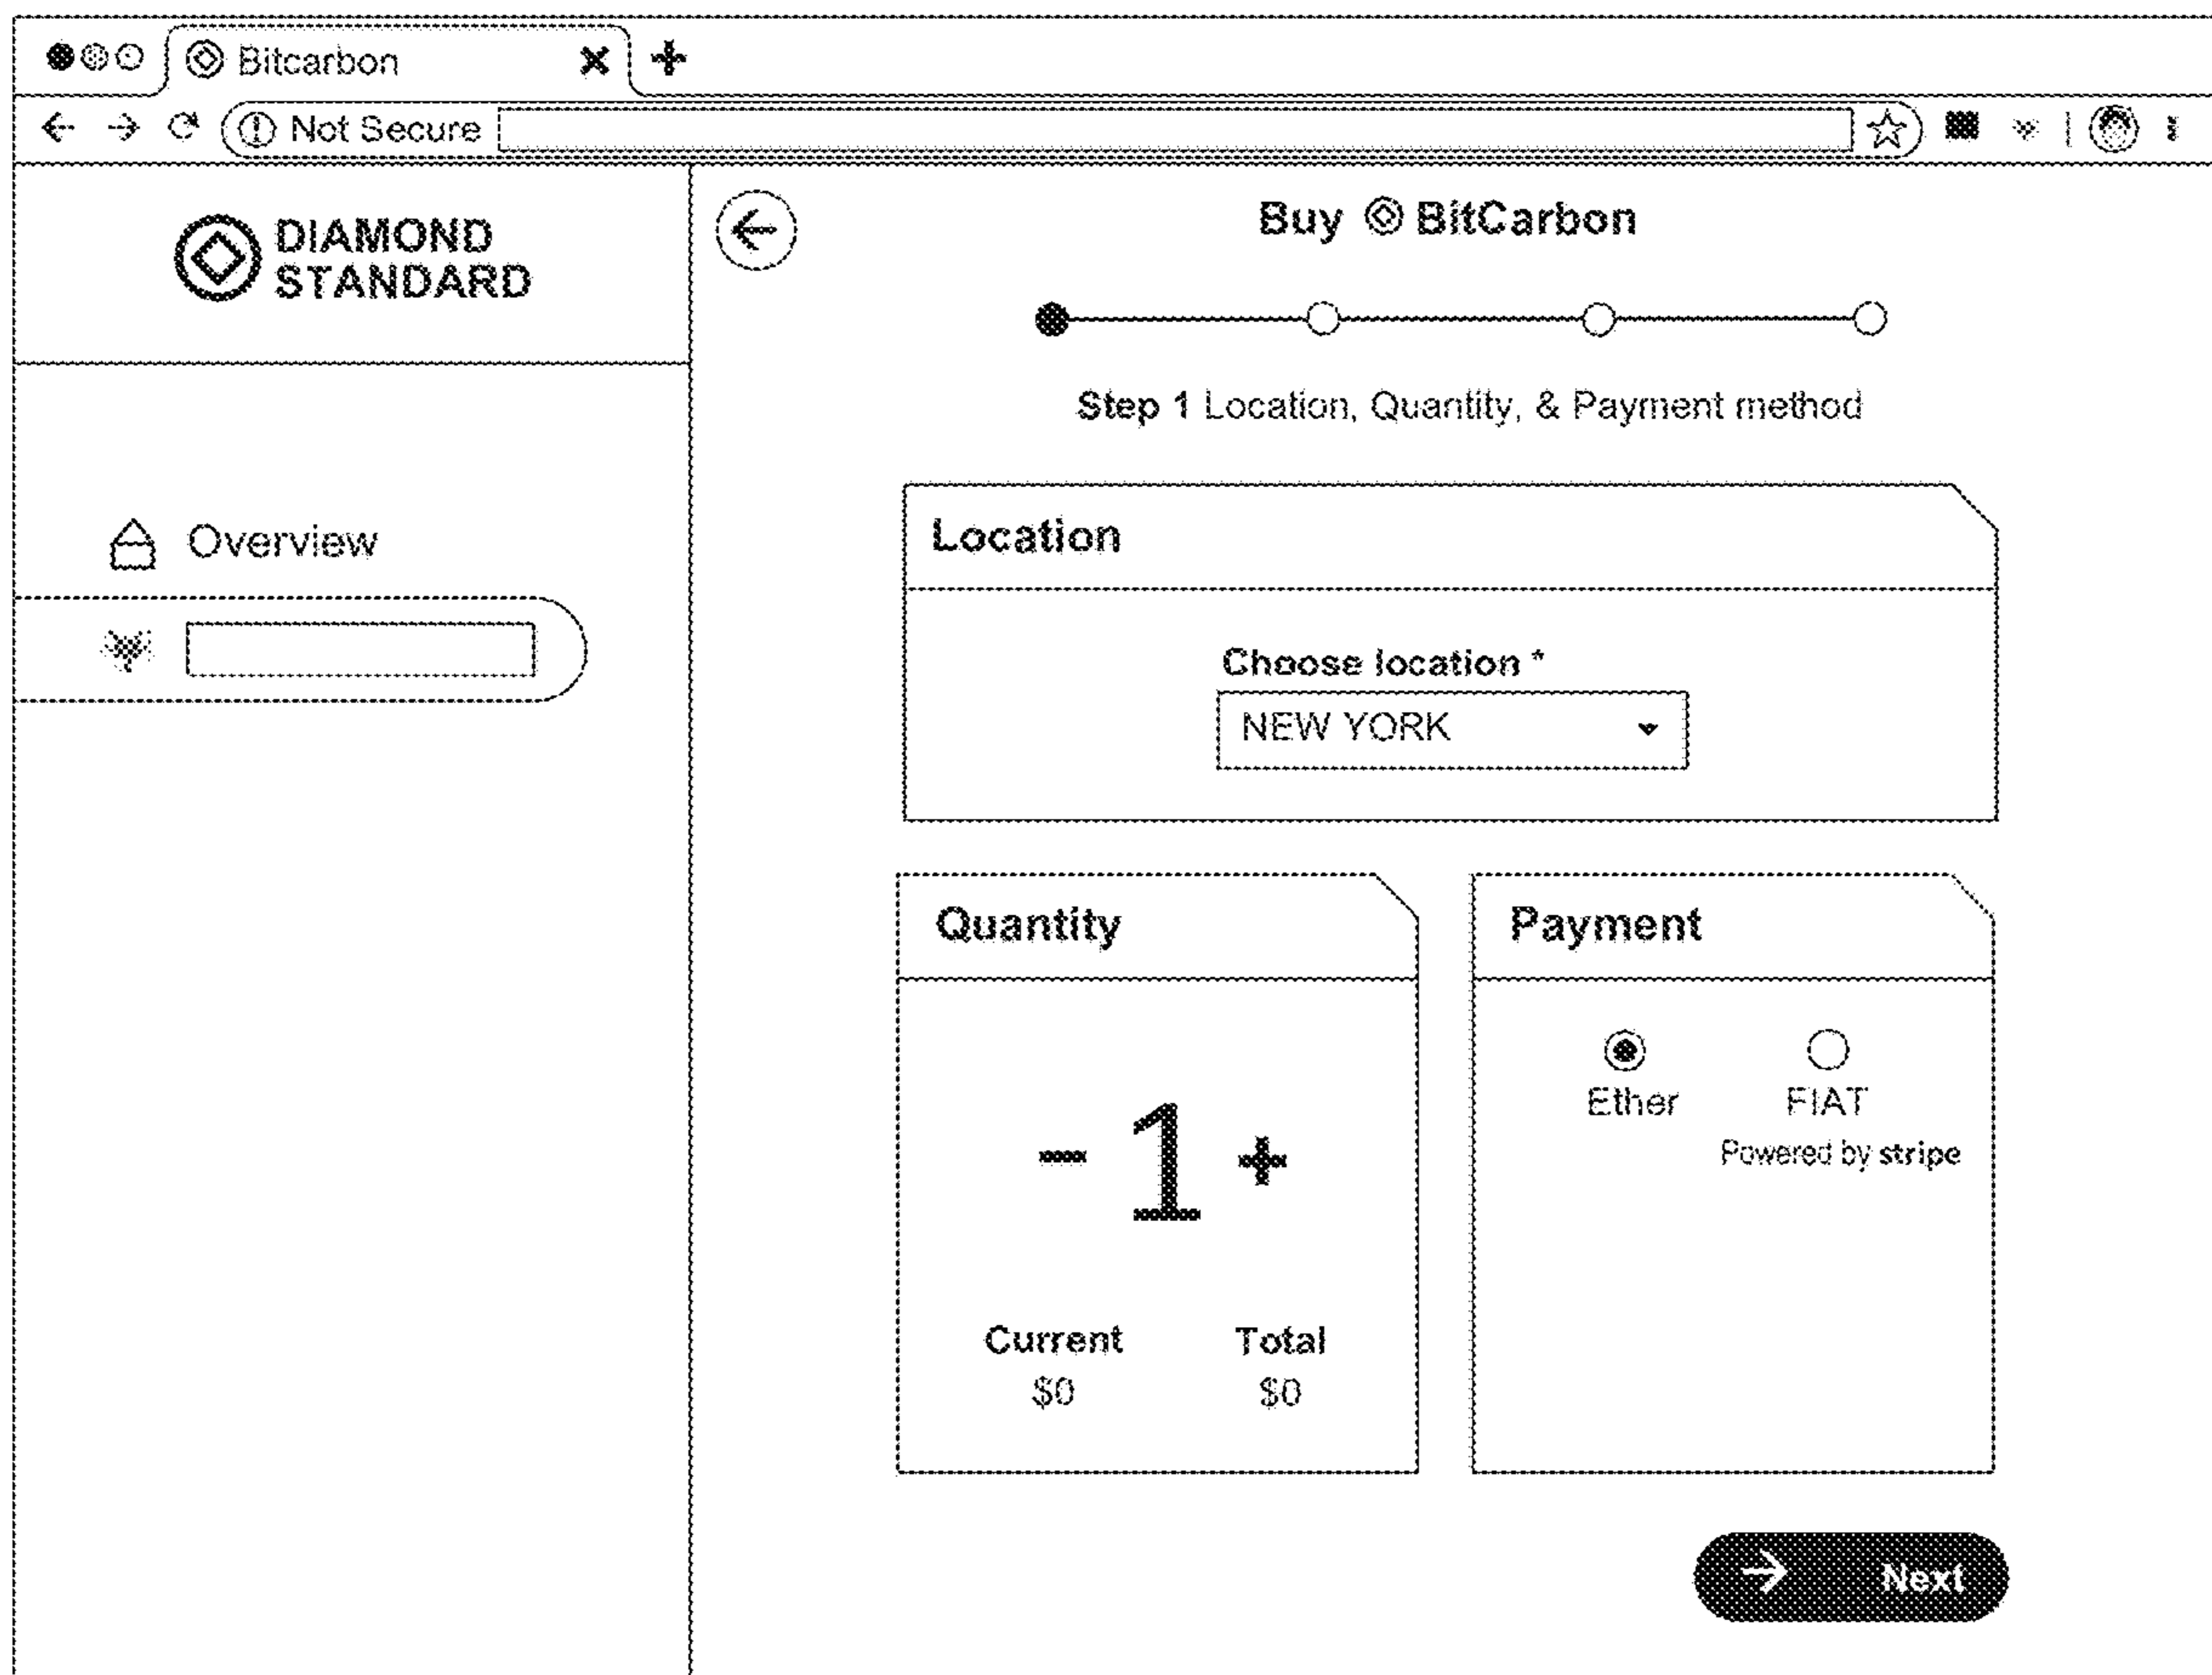 Bitcarbon
Not Secure
DIAMOND
STANDARD
Overview
Buy BitCarbon
Step 1 Location, Quantity, & Payment method
Location
Choose location *
NEW YORK
Quantity
- 1 +
Current Total
$0 $0
Payment
Ether FIAT
Powered by stripe
Next